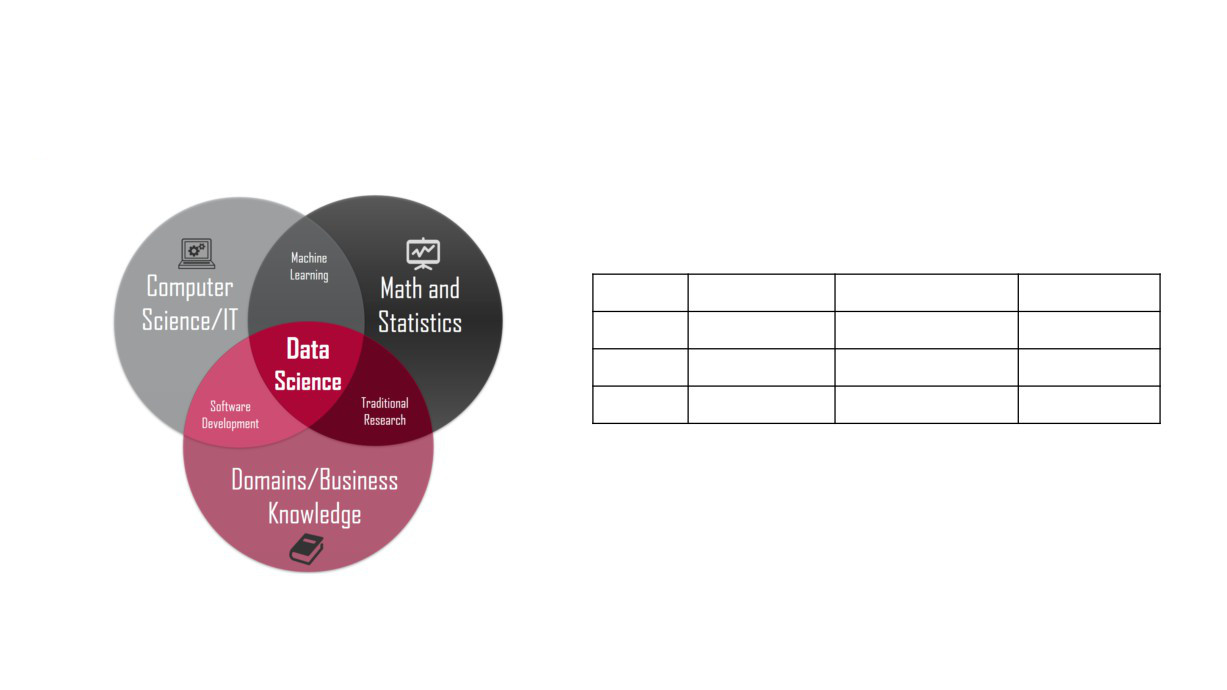 Machine
Learning
Computer
Science/IT
Math and
Statistics
Data
Science
Software
Development
Traditional
Research
Domains/Business
Knowledge